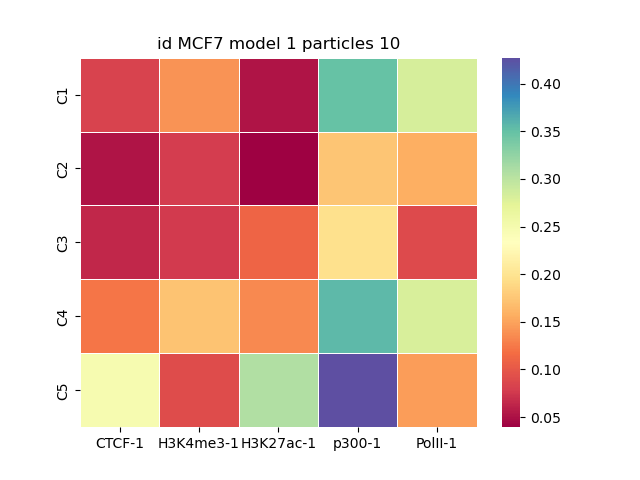 id MCF7 model 1 particles 10
C1
C2
C3
C4
C5
CTCF-1 H3K4me3-1 H3K27ac-1 p300-1 PolII-1
0.40
0.35
0.30
0.25
0.20
0.15
0.10
0.05